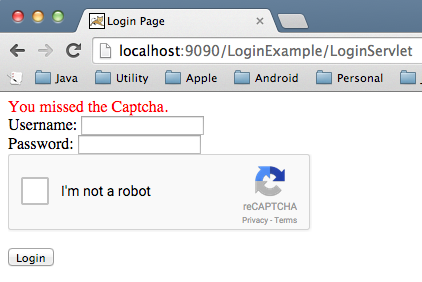 Login Page
localhost:9090/LoginExample/LoginServlet
Java Utility Apple Android Personal
You missed the Captcha.
Username:
Password:
I'm not a robot
reCAPTCHA
Privacy - Terms
Login